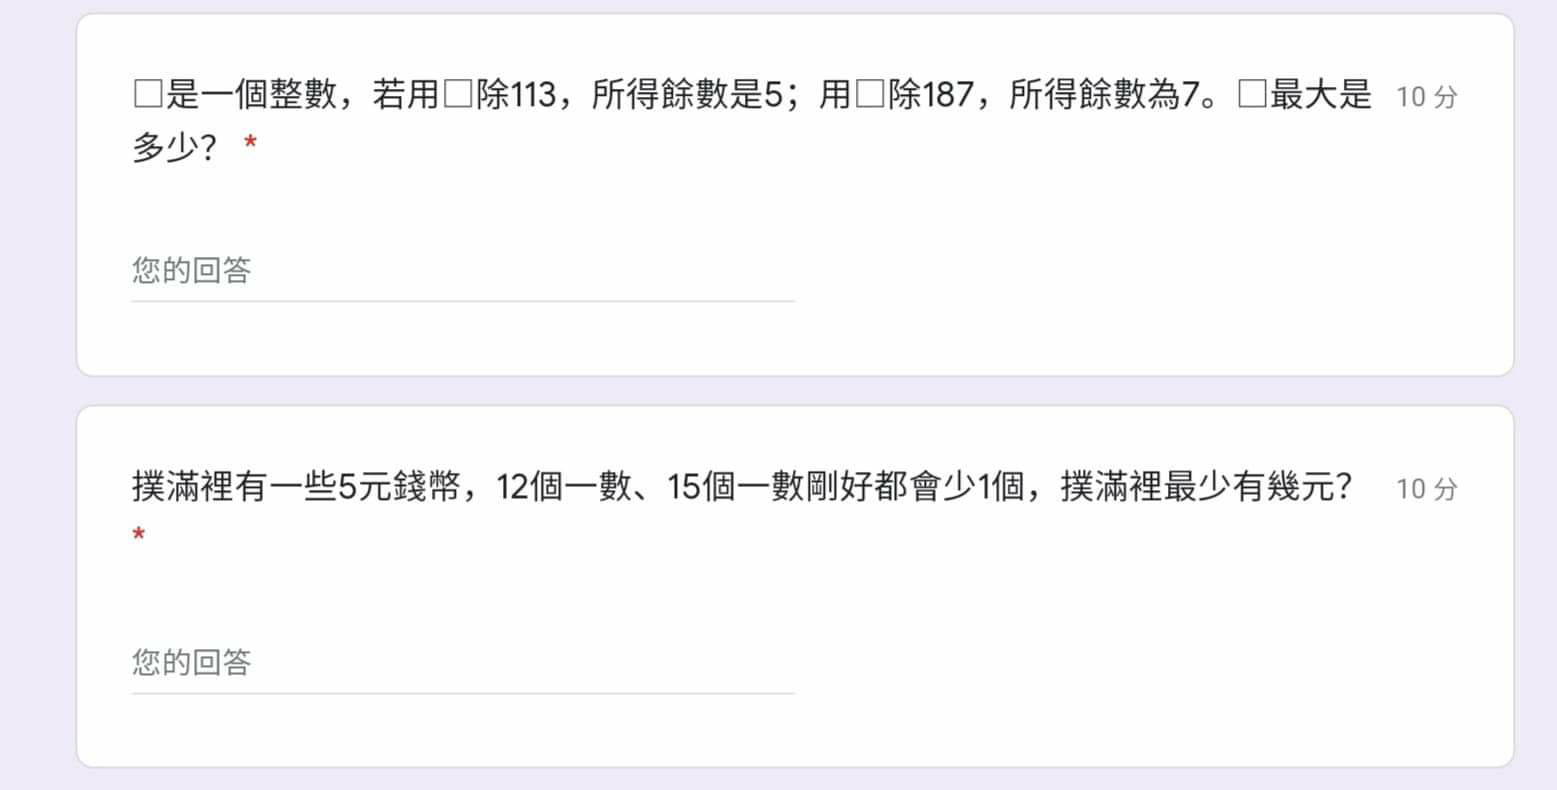 □是一個整數，若用□除113，所得餘數是5；用□除187，所得餘數為7。□最大是 10 分
多少？ *
您的回答
撲滿裡有一些5元錢幣，12個一數、15個一數剛好都會少1個，撲滿裡最少有幾元？ 10 分
*
您的回答